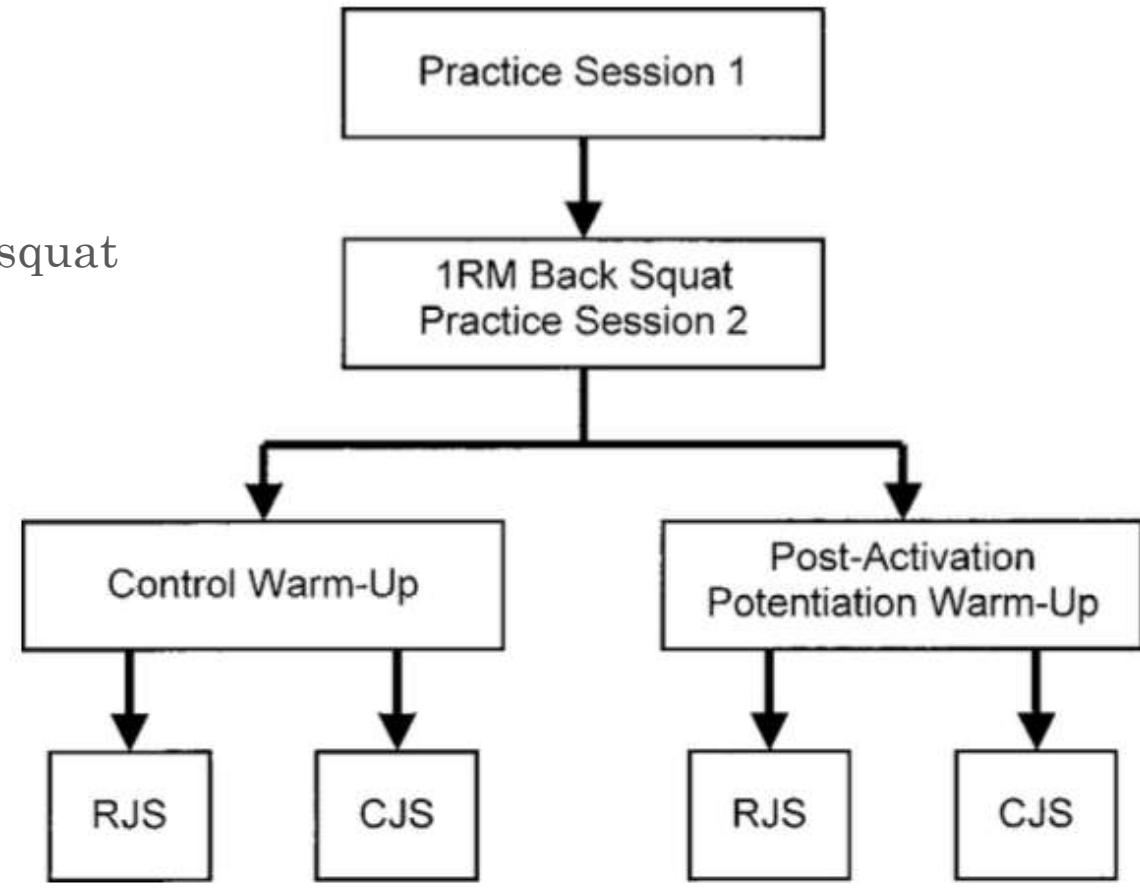 Practice Session 1
squat
1RM Back Squat
Practice Session 2
Control Warm-Up
Post-Activation
Potentiation Warm-Up
RJS
CJS
RJS
CJS